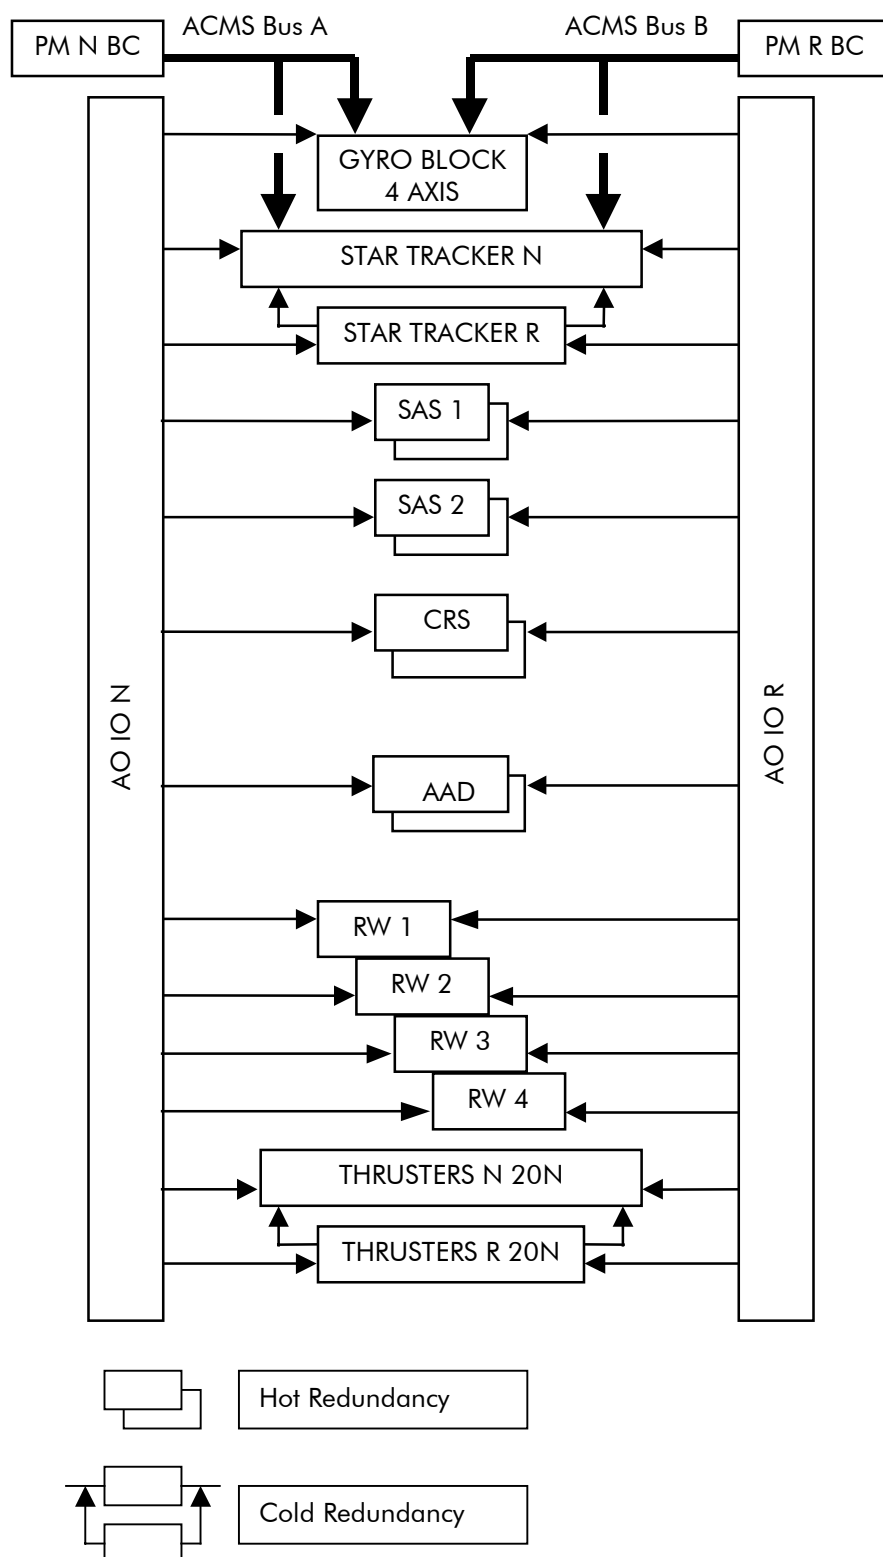 ACMS Bus A
ACMS Bus B
PM N BC
PM R BC
GYRO BLOCK
4 AXIS
STAR TRACKER N
STAR TRACKER R
SAS 1
SAS 2
CRS
AO IO N
AO IO R
AAD
RW 1
RW 2
RW 3
RW 4
THRUSTERS N 20N
THRUSTERS R 20N
Hot Redundancy
Cold Redundancy